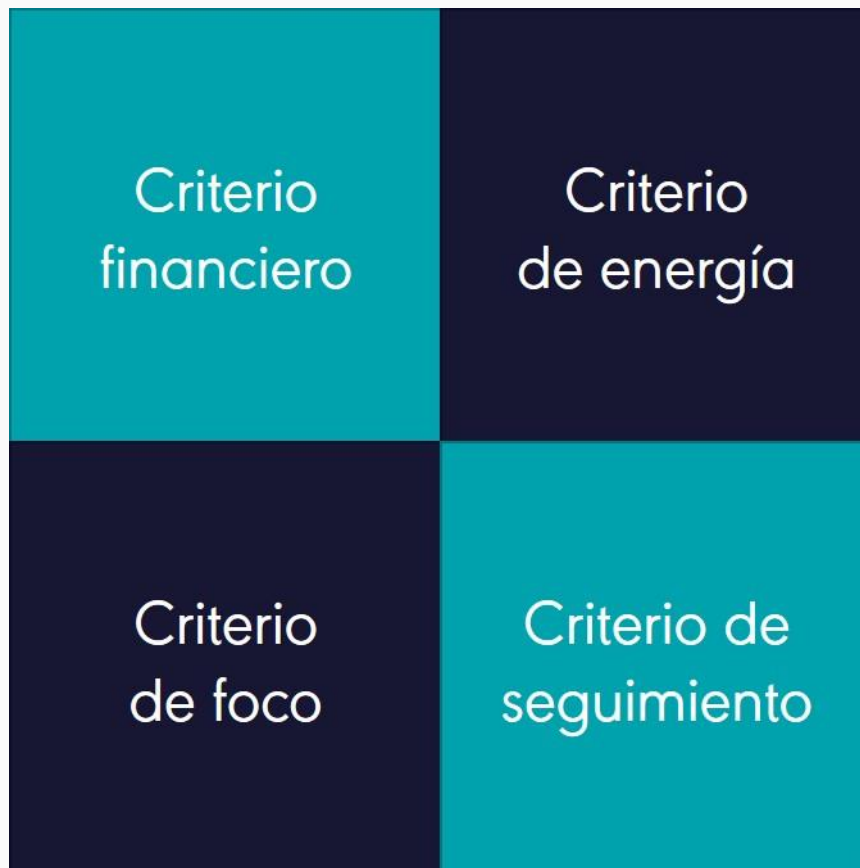 Criterio
financiero
Criterio
de energía
Criterio
de foco
Criterio de
seguimiento